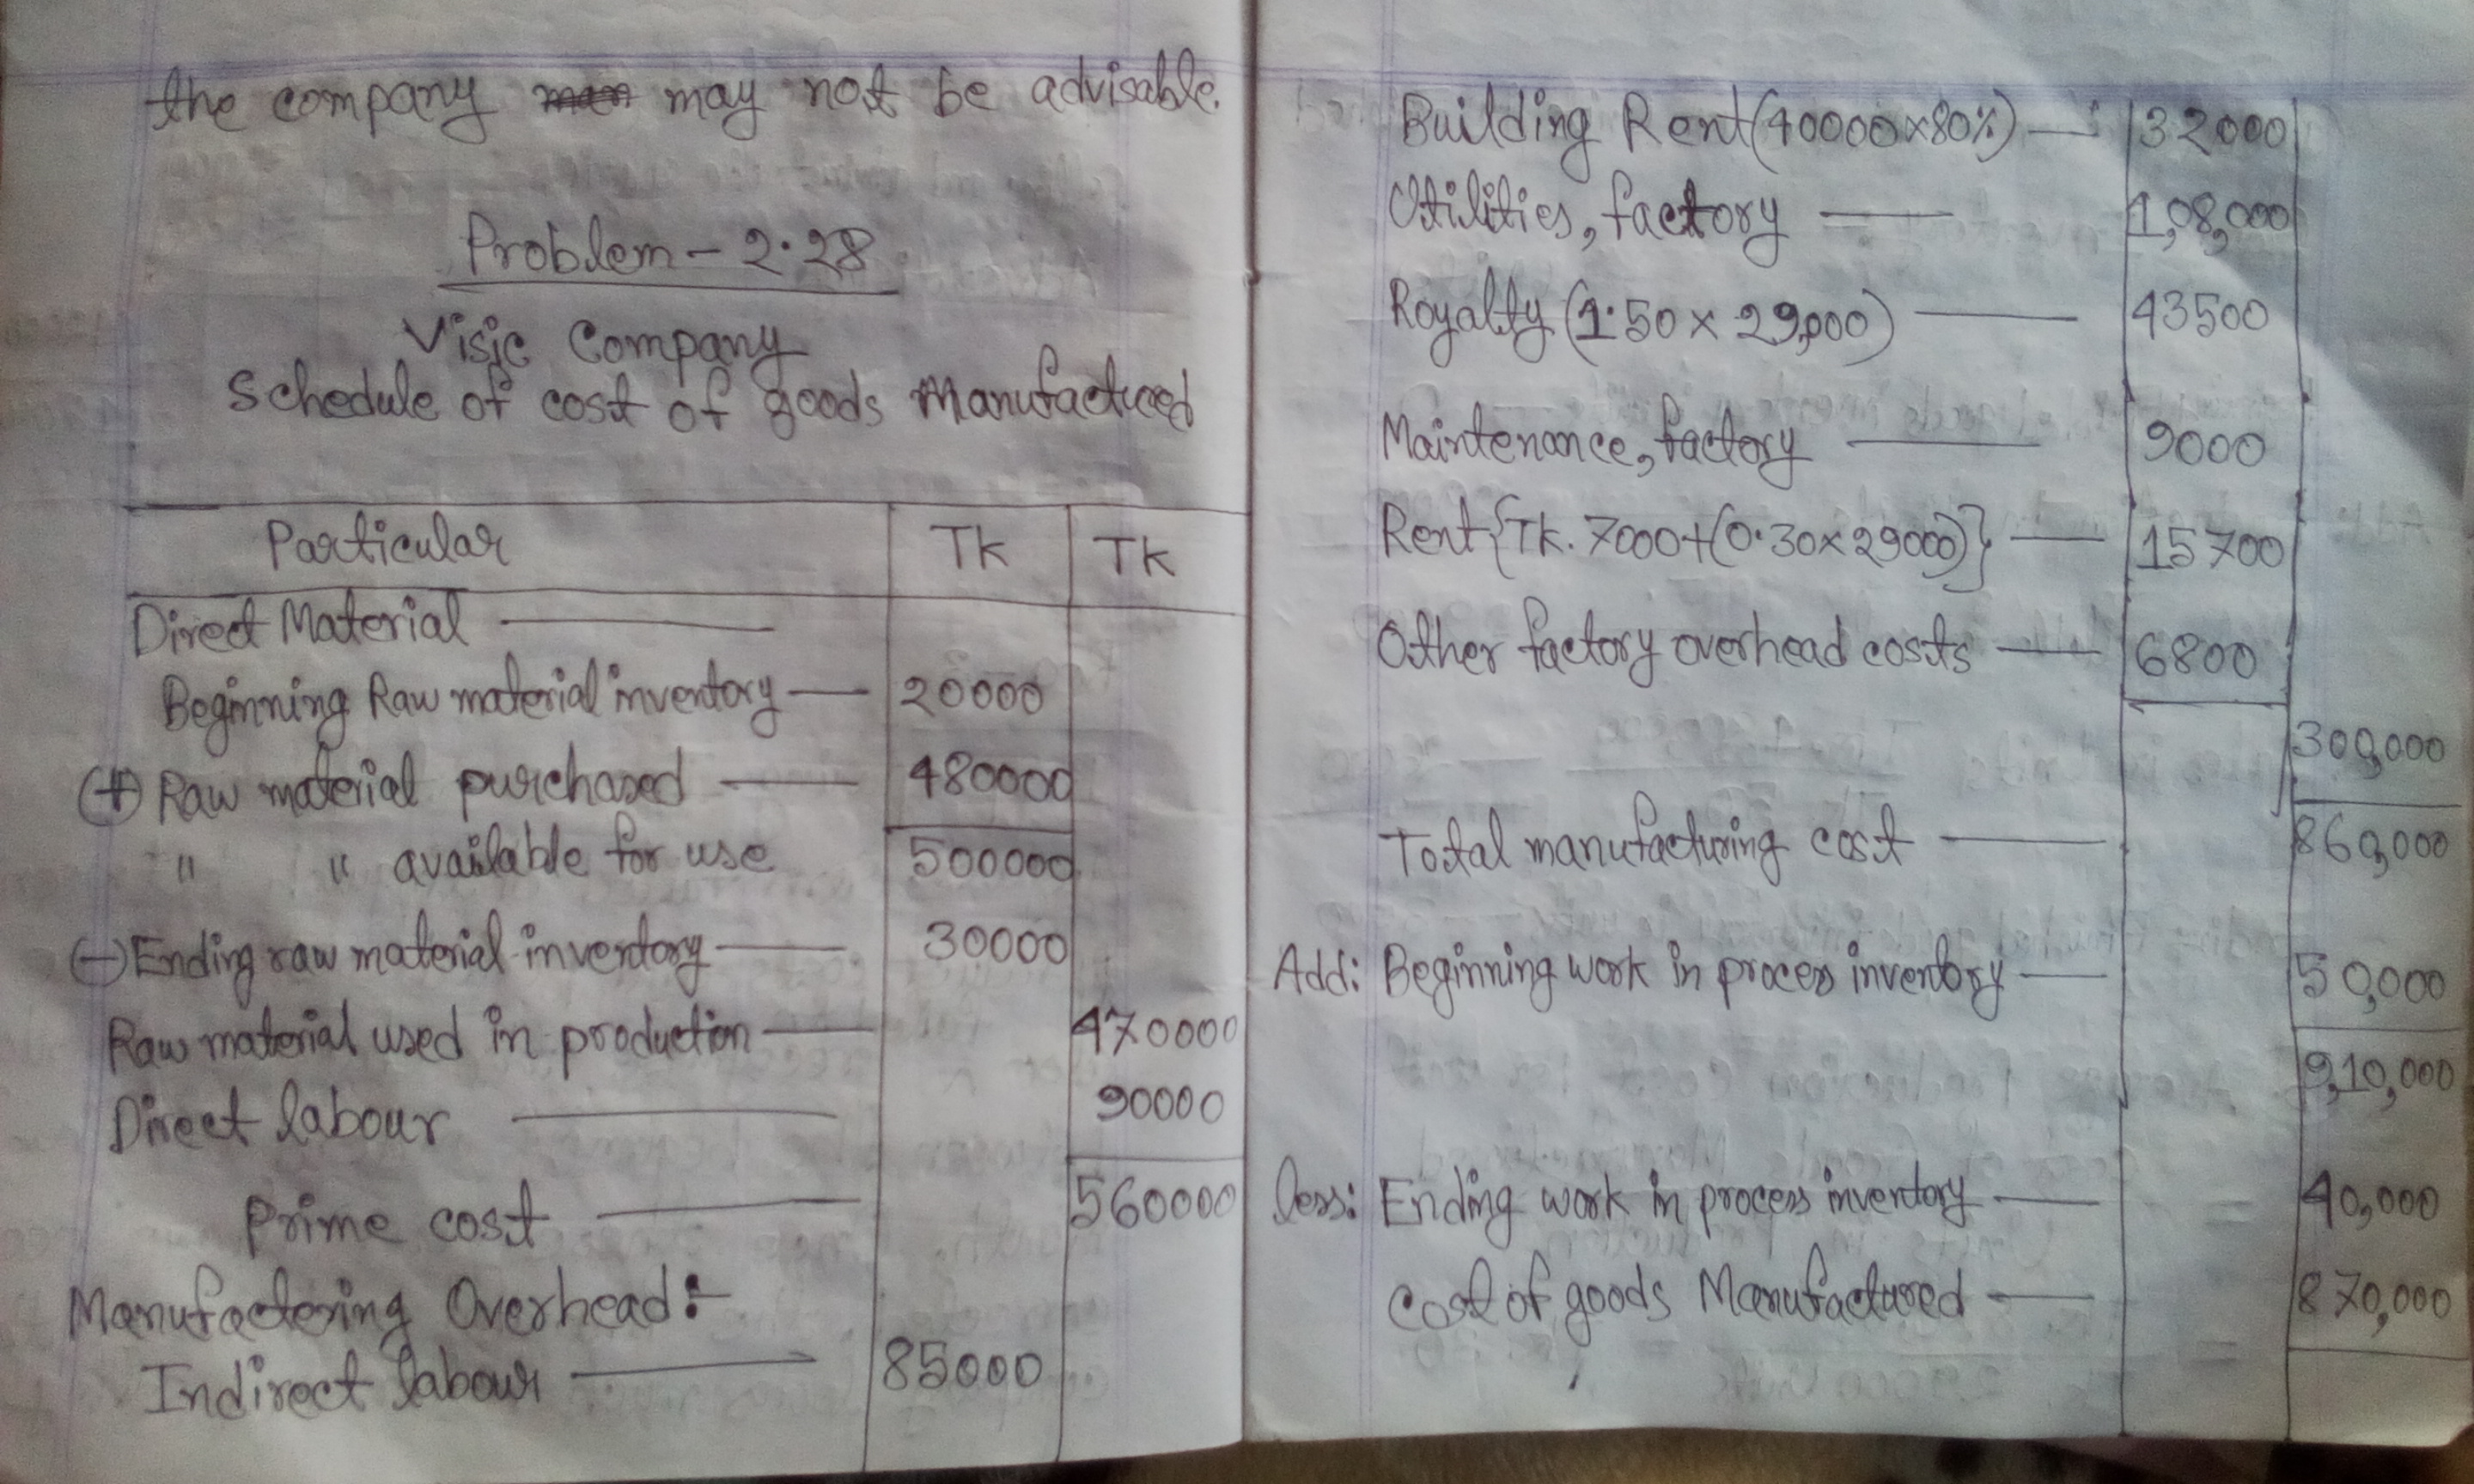 the company may not be advisable.
Problem - 2.28
Visic Company
Schedule of cost of goods Manufactured
Particular Tk Tk
Direct Material
Beginning Raw material inventory — 20000
(+) Raw material purchased — 480000
" " available for use 500000
(-) Ending raw material inventory — 30000
Raw material used in production — 470000
Direct labour — 90000
Prime cost — 560000
Manufactering Overhead:-
Indirect labour — 85000
Building Rent (40000×80%) — 32000
Utilities, factory — 1,08,000
Royalty (1.50 × 29,000) — 43500
Maintenance, factory — 9000
Rent {Tk. 7000+(0.30×29000)} — 15700
Other factory overhead costs — 6800
300,000
Total manufacturing cost — 860,000
Add: Beginning work in process inventory — 50,000
9,10,000
less: Ending work in process inventory — 40,000
Cost of goods Manufactured — 870,000